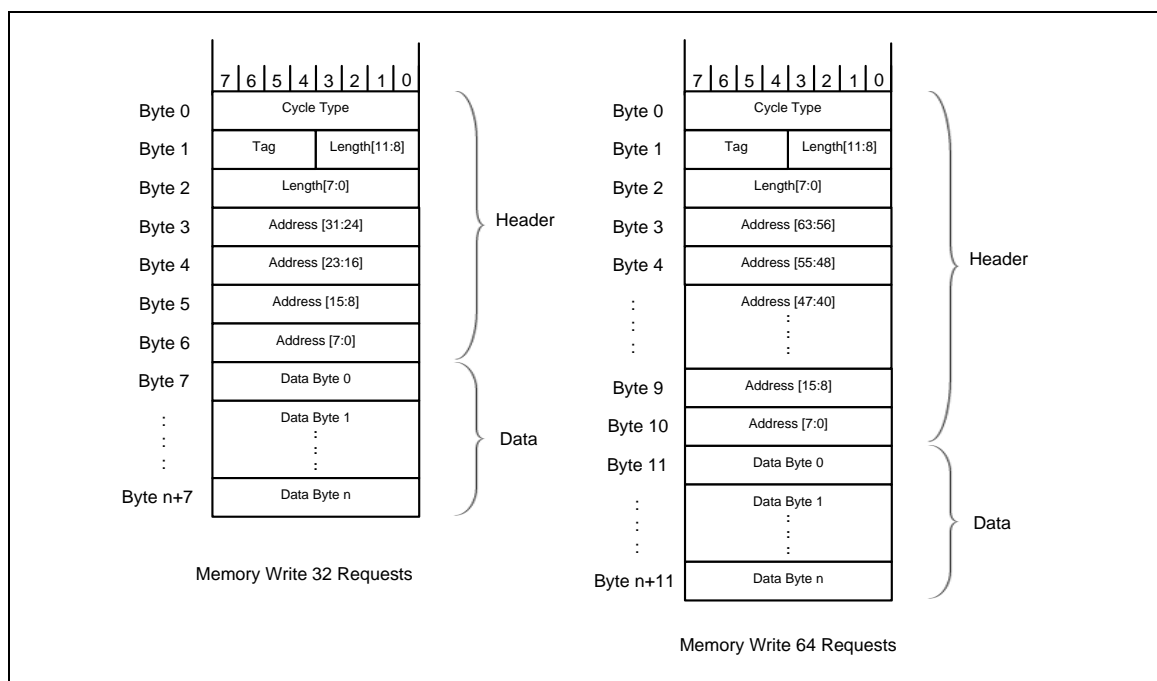 7 6 5 4 3 2 1 0
Byte 0 Cycle Type
Byte 1 Tag Length[11:8]
Byte 2 Length[7:0]
Byte 3 Address [31:24]
Byte 4 Address [23:16]
Byte 5 Address [15:8]
Byte 6 Address [7:0]
Header
Byte 7 Data Byte 0
Data Byte 1
Byte n+7 Data Byte n
Data
Memory Write 32 Requests
7 6 5 4 3 2 1 0
Byte 0 Cycle Type
Byte 1 Tag Length[11:8]
Byte 2 Length[7:0]
Byte 3 Address [63:56]
Byte 4 Address [55:48]
Address [47:40]
Byte 9 Address [15:8]
Byte 10 Address [7:0]
Header
Byte 11 Data Byte 0
Data Byte 1
Byte n+11 Data Byte n
Data
Memory Write 64 Requests